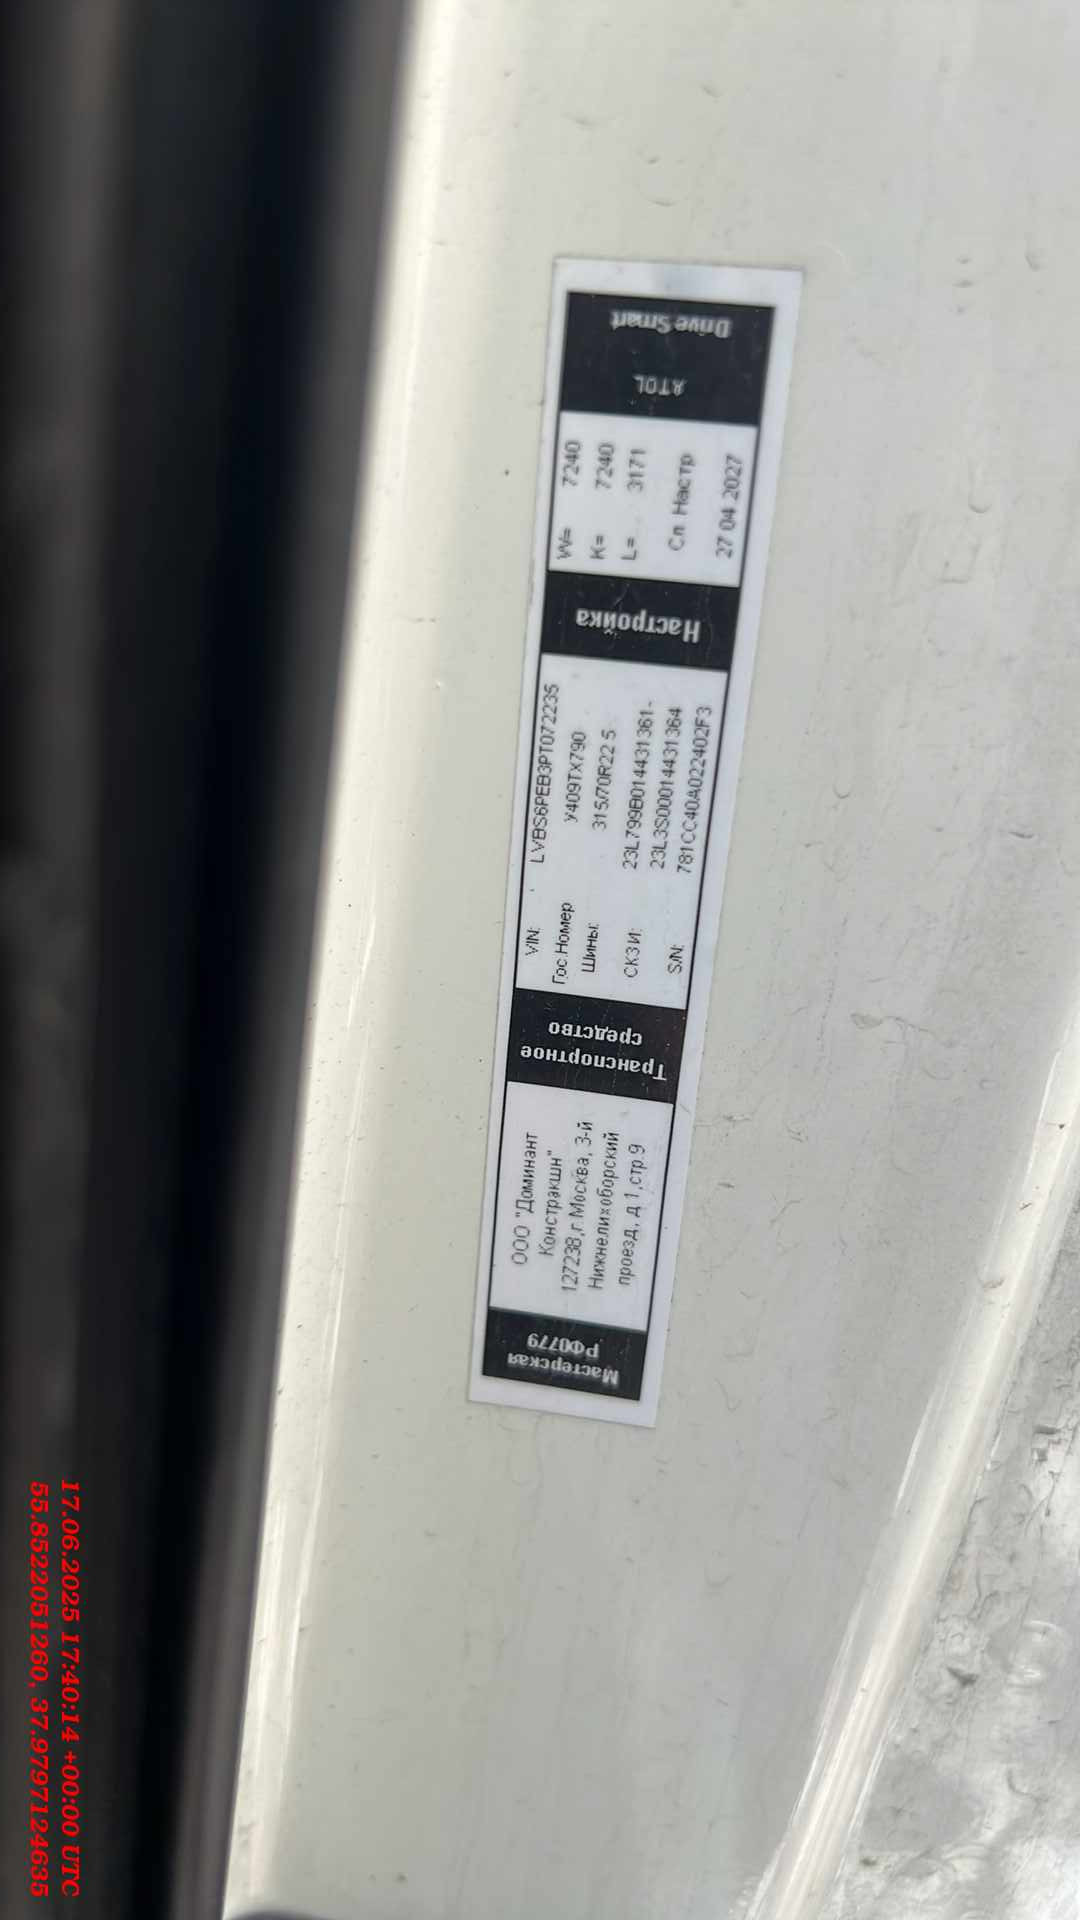 Мастерская
РФ0779
ООО "Доминант
Констракшн"
127238,г.Москва, 3-й
Нижнелихоборский
проезд, д 1,стр.9
Транспортное
средство
VIN: LVBS6PEB3PT072235
Гос.Номер У409ТХ790
Шины: 315/70R22 5
СКЗИ: 23L799B014431361-
23L3S00014431364
S/N: 781CC40A022402F3
Настройка
W= 7240
K= 7240
L= 3171
Сл Настр
27 04 2027
ATOL
Drive Smart
17.06.2025 17:40:14 +00:00 UTC
55.8522051260, 37.9797124635